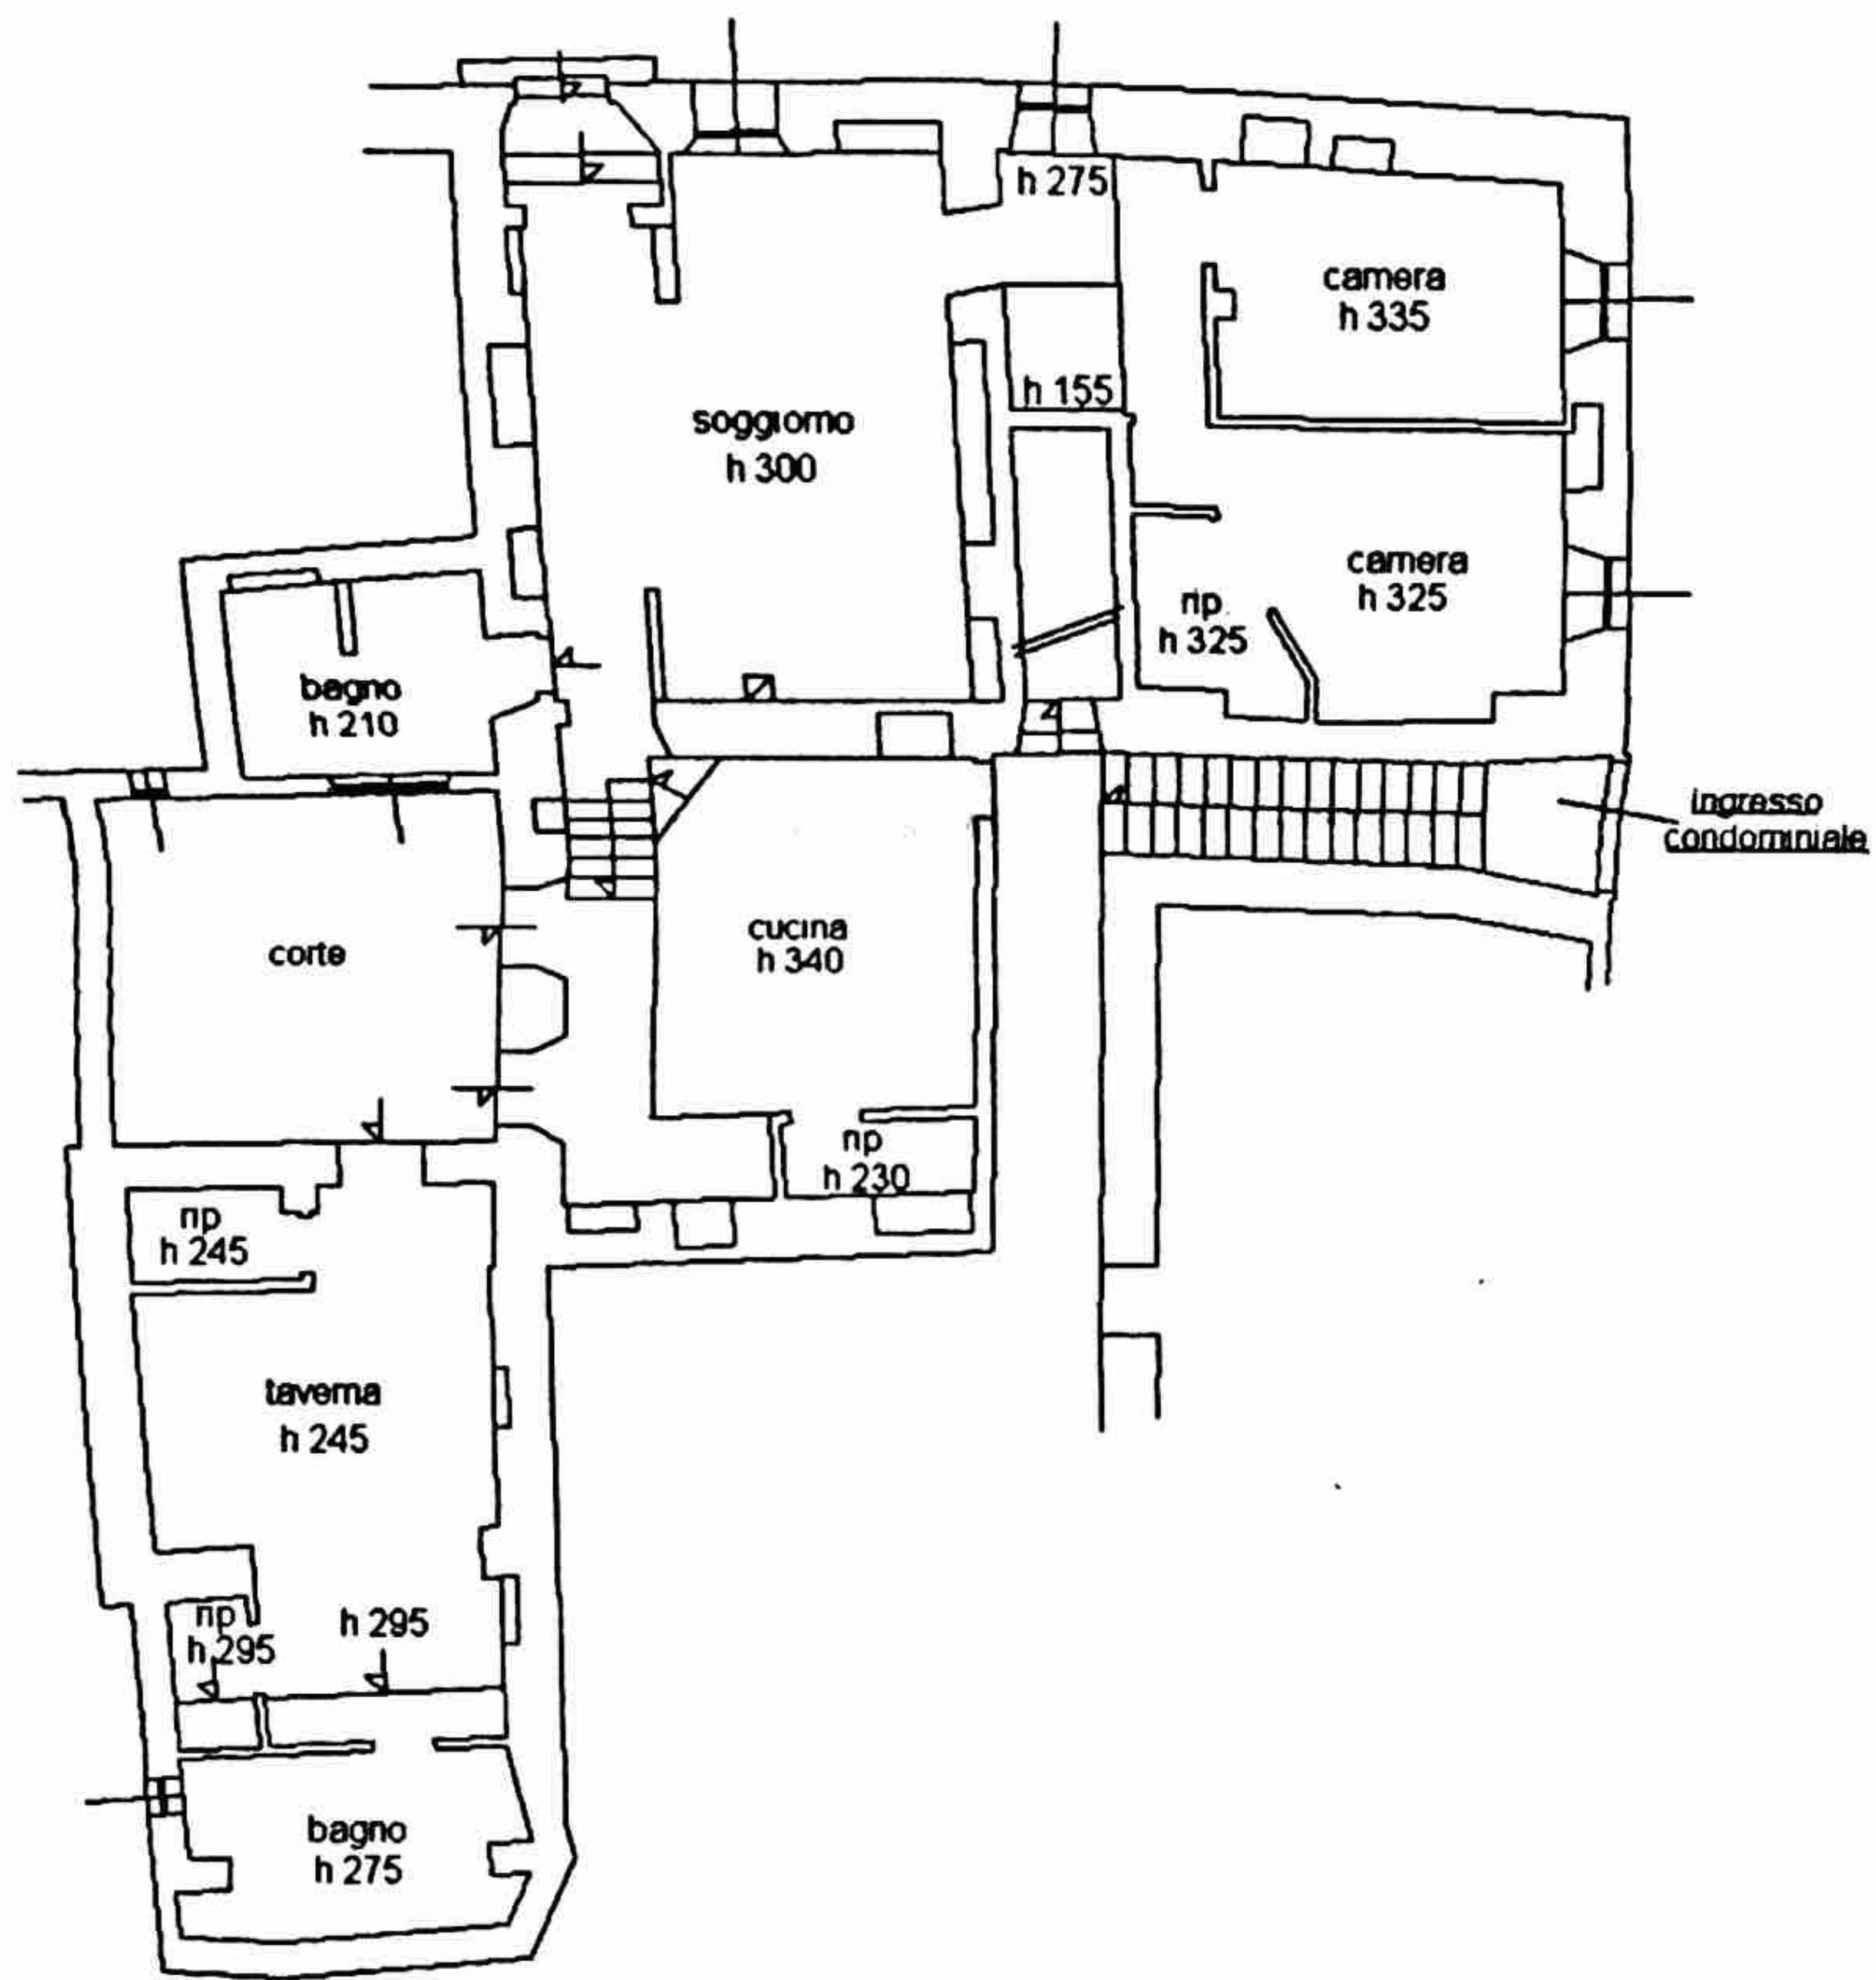 h 275
camera
h 335
h 155
soggiorno
h 300
camera
h 325
rip.
h 325
bagno
h 210
ingresso
condominiale
cucina
h 340
corte
rip
h 230
rip
h 245
taverna
h 245
rip
h 295
h 295
bagno
h 275